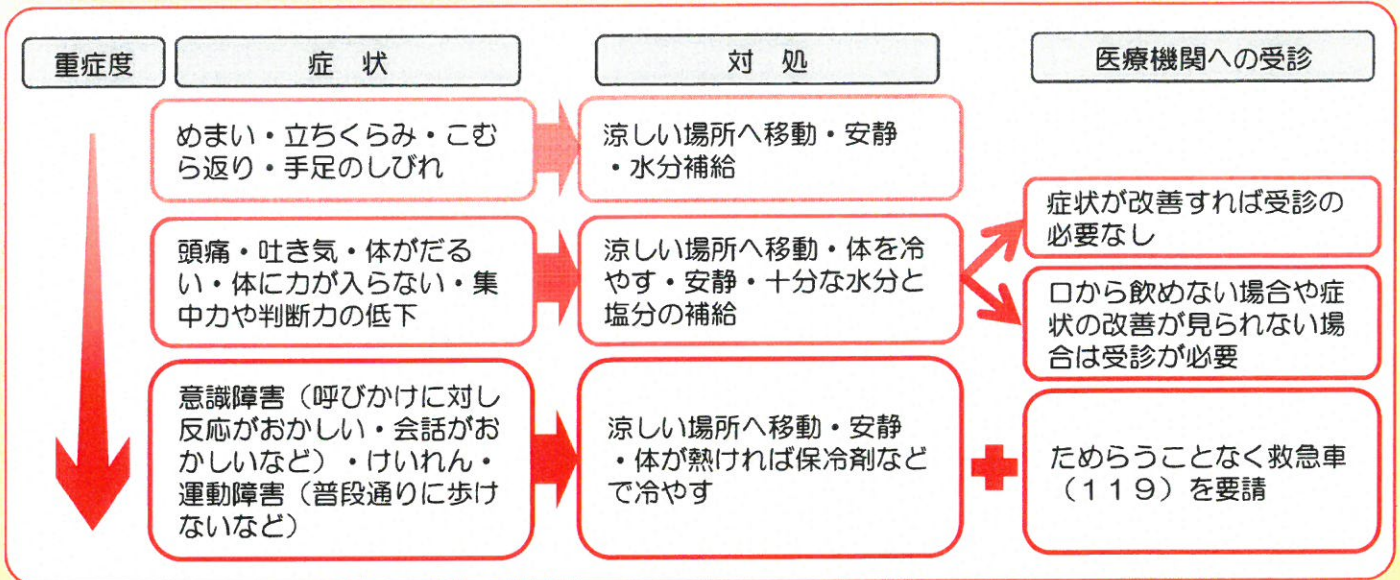 重症度
症 状
対 処
医療機関への受診
めまい・立ちくらみ・こむ
ら返り・手足のしびれ
涼しい場所へ移動・安静
・水分補給
頭痛・吐き気・体がだる
い・体に力が入らない・集
中力や判断力の低下
涼しい場所へ移動・体を冷
やす・安静・十分な水分と
塩分の補給
症状が改善すれば受診の
必要なし
口から飲めない場合や症
状の改善が見られない場
合は受診が必要
意識障害（呼びかけに対し
反応がおかしい・会話がお
かしいなど）・けいれん・
運動障害（普段通りに歩け
ないなど）
涼しい場所へ移動・安静
・体が熱ければ保冷剤など
で冷やす
ためらうことなく救急車
（１１９）を要請